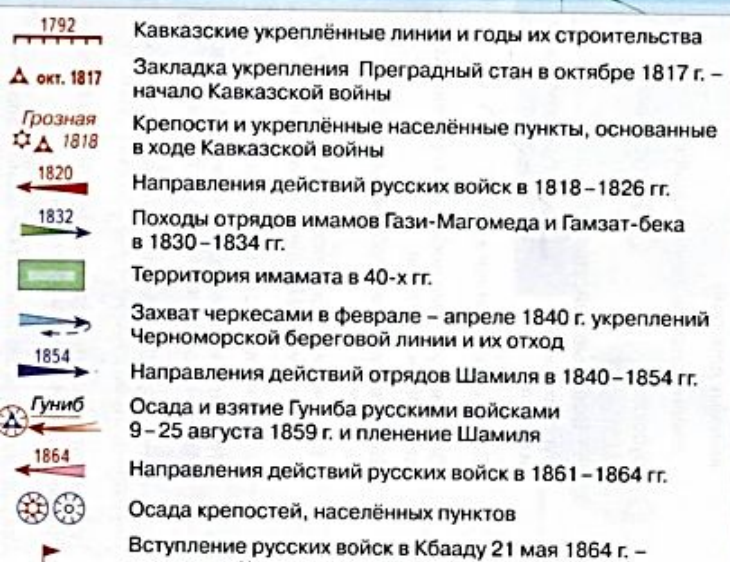 1792
Кавказские укреплённые линии и годы их строительства
окт. 1817
Закладка укрепления Преградный стан в октябре 1817 г. –
начало Кавказской войны
Грозная
1818
Крепости и укреплённые населённые пункты, основанные
в ходе Кавказской войны
1820
Направления действий русских войск в 1818–1826 гг.
1832
Походы отрядов имамов Гази-Магомеда и Гамзат-бека
в 1830–1834 гг.
Территория имамата в 40-х гг.
Захват черкесами в феврале – апреле 1840 г. укреплений
Черноморской береговой линии и их отход
1854
Направления действий отрядов Шамиля в 1840–1854 гг.
Гуниб
Осада и взятие Гуниба русскими войсками
9–25 августа 1859 г. и пленение Шамиля
1864
Направления действий русских войск в 1861–1864 гг.
Осада крепостей, населённых пунктов
Вступление русских войск в Кбааду 21 мая 1864 г. –